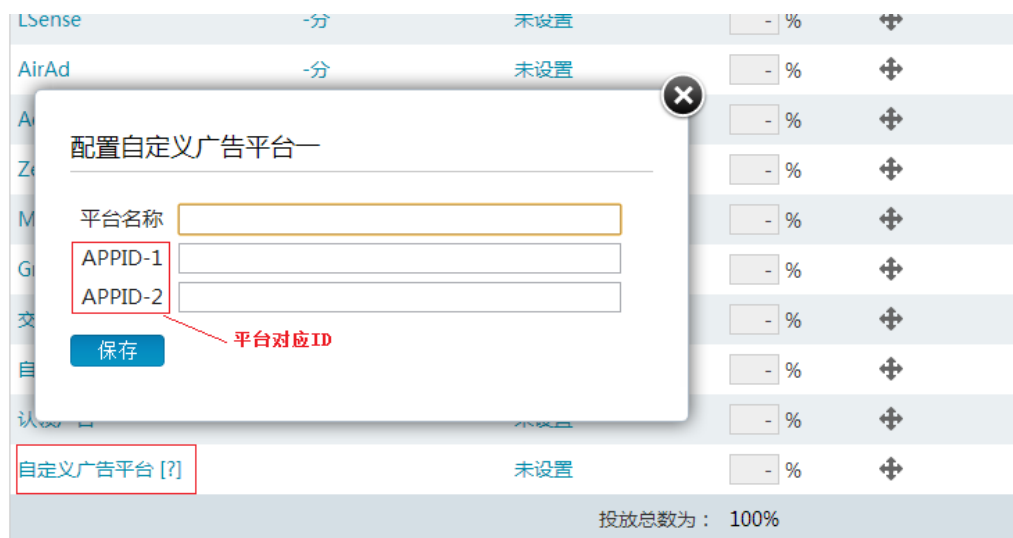 LSense -分 未设置 - %
AirAd -分 未设置 - %
- %
配置自定义广告平台一
- %
平台名称
- %
APPID-1
- %
APPID-2
交 - %
平台对应ID
保存
自 - %
- %
自定义广告平台 [?] 未设置 - %
投放总数为： 100%